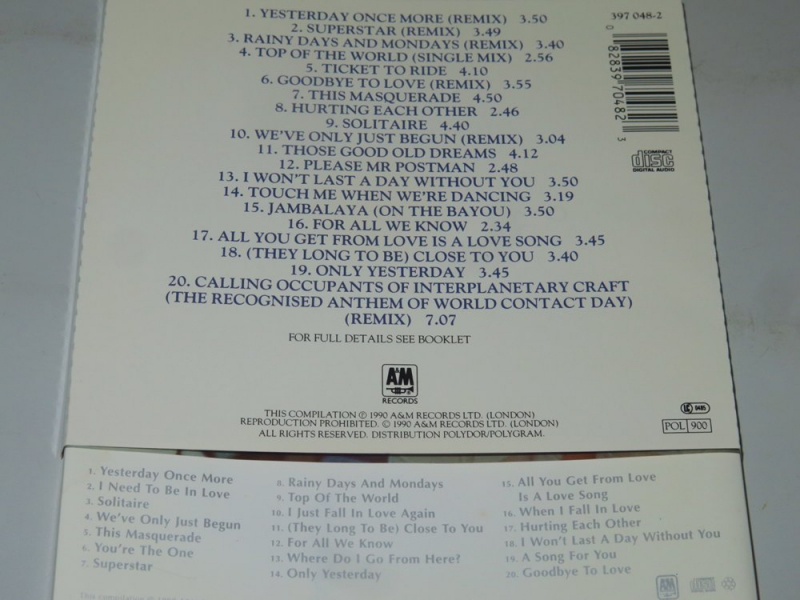 1. YESTERDAY ONCE MORE (REMIX) 3.50
2. SUPERSTAR (REMIX) 3.49
3. RAINY DAYS AND MONDAYS (REMIX) 3.40
4. TOP OF THE WORLD (SINGLE MIX) 2.56
5. TICKET TO RIDE 4.10
6. GOODBYE TO LOVE (REMIX) 3.55
7. THIS MASQUERADE 4.50
8. HURTING EACH OTHER 2.46
9. SOLITAIRE 4.40
10. WE'VE ONLY JUST BEGUN (REMIX) 3.04
11. THOSE GOOD OLD DREAMS 4.12
12. PLEASE MR POSTMAN 2.48
13. I WON'T LAST A DAY WITHOUT YOU 3.50
14. TOUCH ME WHEN WE'RE DANCING 3.19
15. JAMBALAYA (ON THE BAYOU) 3.50
16. FOR ALL WE KNOW 2.34
17. ALL YOU GET FROM LOVE IS A LOVE SONG 3.45
18. (THEY LONG TO BE) CLOSE TO YOU 3.40
19. ONLY YESTERDAY 3.45
20. CALLING OCCUPANTS OF INTERPLANETARY CRAFT
(THE RECOGNISED ANTHEM OF WORLD CONTACT DAY)
(REMIX) 7.07
FOR FULL DETAILS SEE BOOKLET
397 048-2
0 82839 70482 3
COMPACT
disc
DIGITAL AUDIO
A&M
RECORDS
THIS COMPILATION ℗ 1990 A&M RECORDS LTD. (LONDON)
REPRODUCTION PROHIBITED. © 1990 A&M RECORDS LTD. (LONDON)
ALL RIGHTS RESERVED. DISTRIBUTION POLYDOR/POLYGRAM.
POL 900
1. Yesterday Once More
2. I Need To Be In Love
3. Solitaire
4. We've Only Just Begun
5. This Masquerade
6. You're The One
7. Superstar
8. Rainy Days And Mondays
9. Top Of The World
10. I Just Fall In Love Again
11. (They Long To Be) Close To You
12. For All We Know
13. Where Do I Go From Here?
14. Only Yesterday
15. All You Get From Love
Is A Love Song
16. When I Fall In Love
17. Hurting Each Other
18. I Won't Last A Day Without You
19. A Song For You
20. Goodbye To Love
A&M